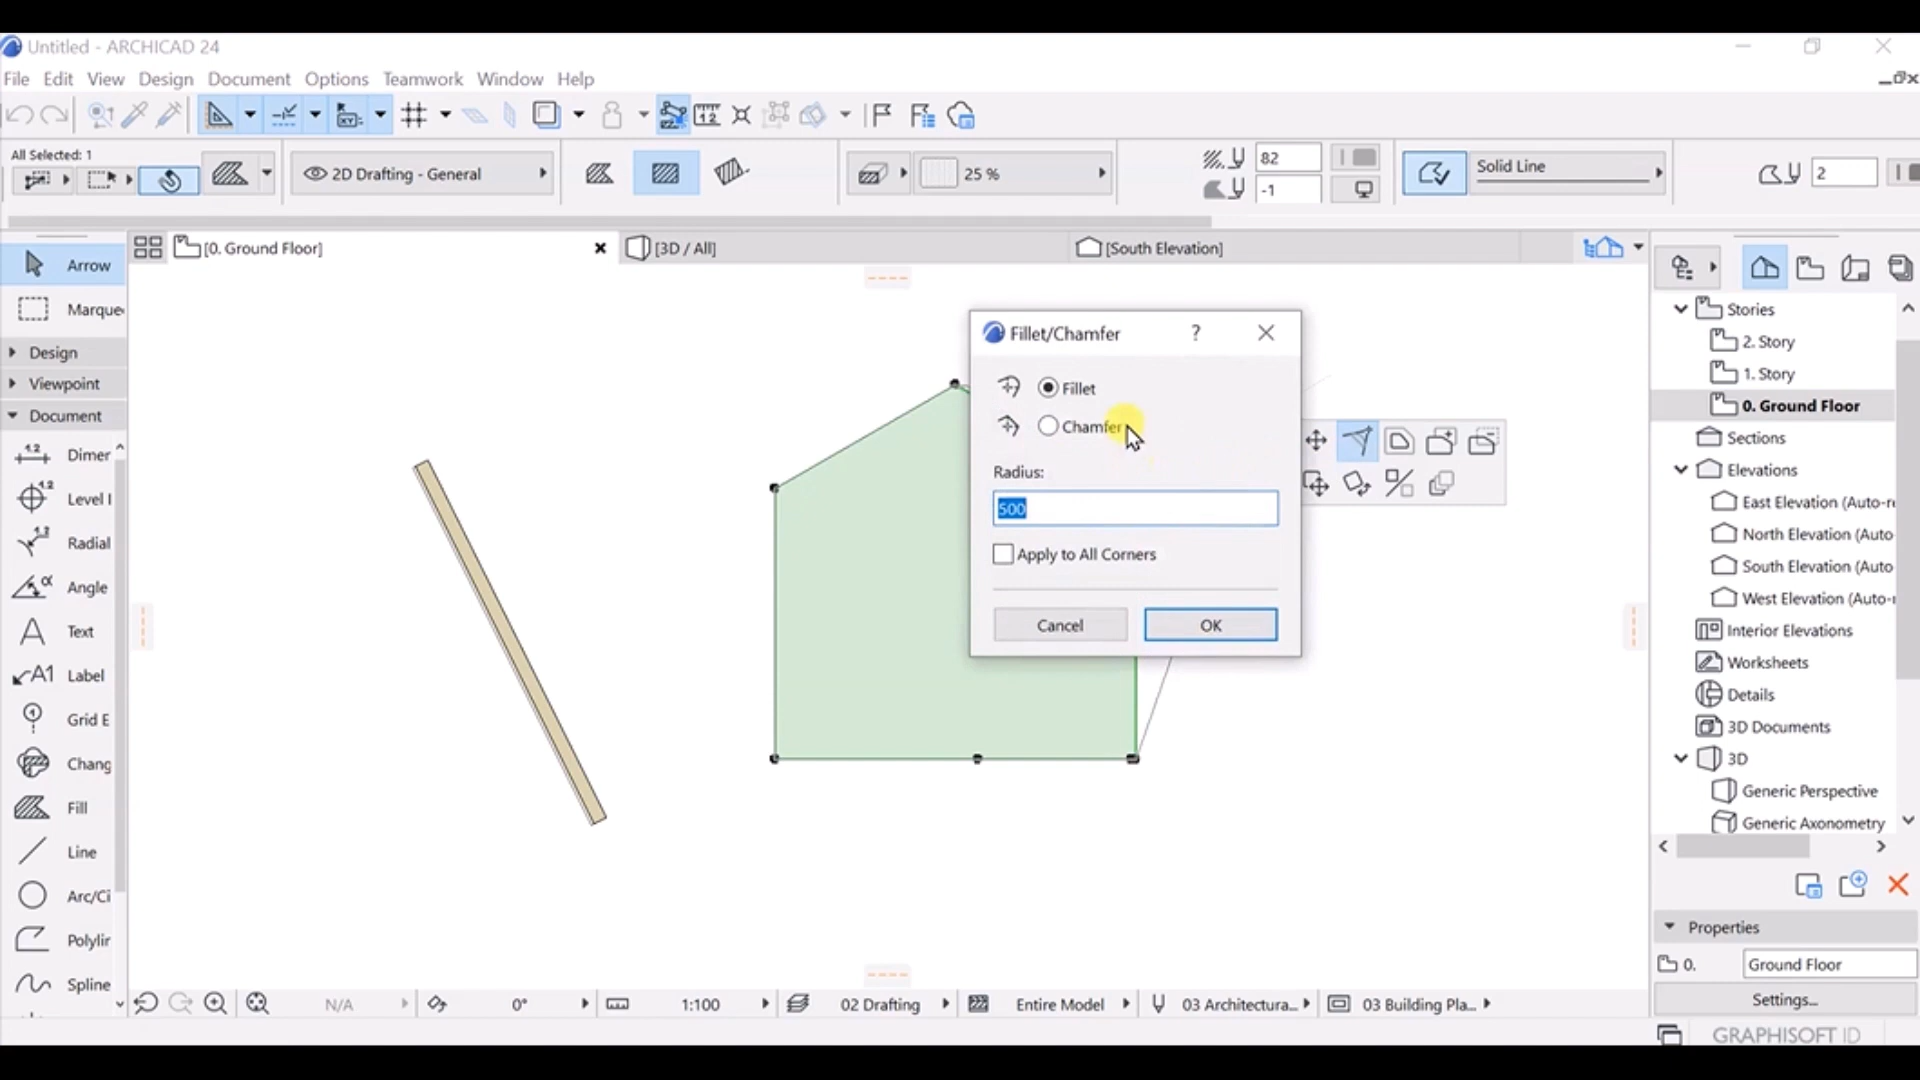 Untitled - ARCHICAD 24
File Edit View Design Document Options Teamwork Window Help
All Selected: 1
2D Drafting - General
25 %
82
-1
Solid Line
2
[0. Ground Floor]
[3D / All]
[South Elevation]
Arrow
Marque
Design
Viewpoint
Document
Dimer
Level I
Radial
Angle
Text
Label
Grid E
Chang
Fill
Line
Arc/Ci
Polylir
Spline
Fillet/Chamfer
?
Fillet
Chamfer
Radius:
500
Apply to All Corners
Cancel
OK
Stories
2. Story
1. Story
0. Ground Floor
Sections
Elevations
East Elevation (Auto-r
North Elevation (Auto
South Elevation (Auto
West Elevation (Auto-
Interior Elevations
Worksheets
Details
3D Documents
3D
Generic Perspective
Generic Axonometry
Properties
0.
Ground Floor
Settings...
N/A
0°
1:100
02 Drafting
Entire Model
03 Architectura...
03 Building Pla...
GRAPHISOFT ID